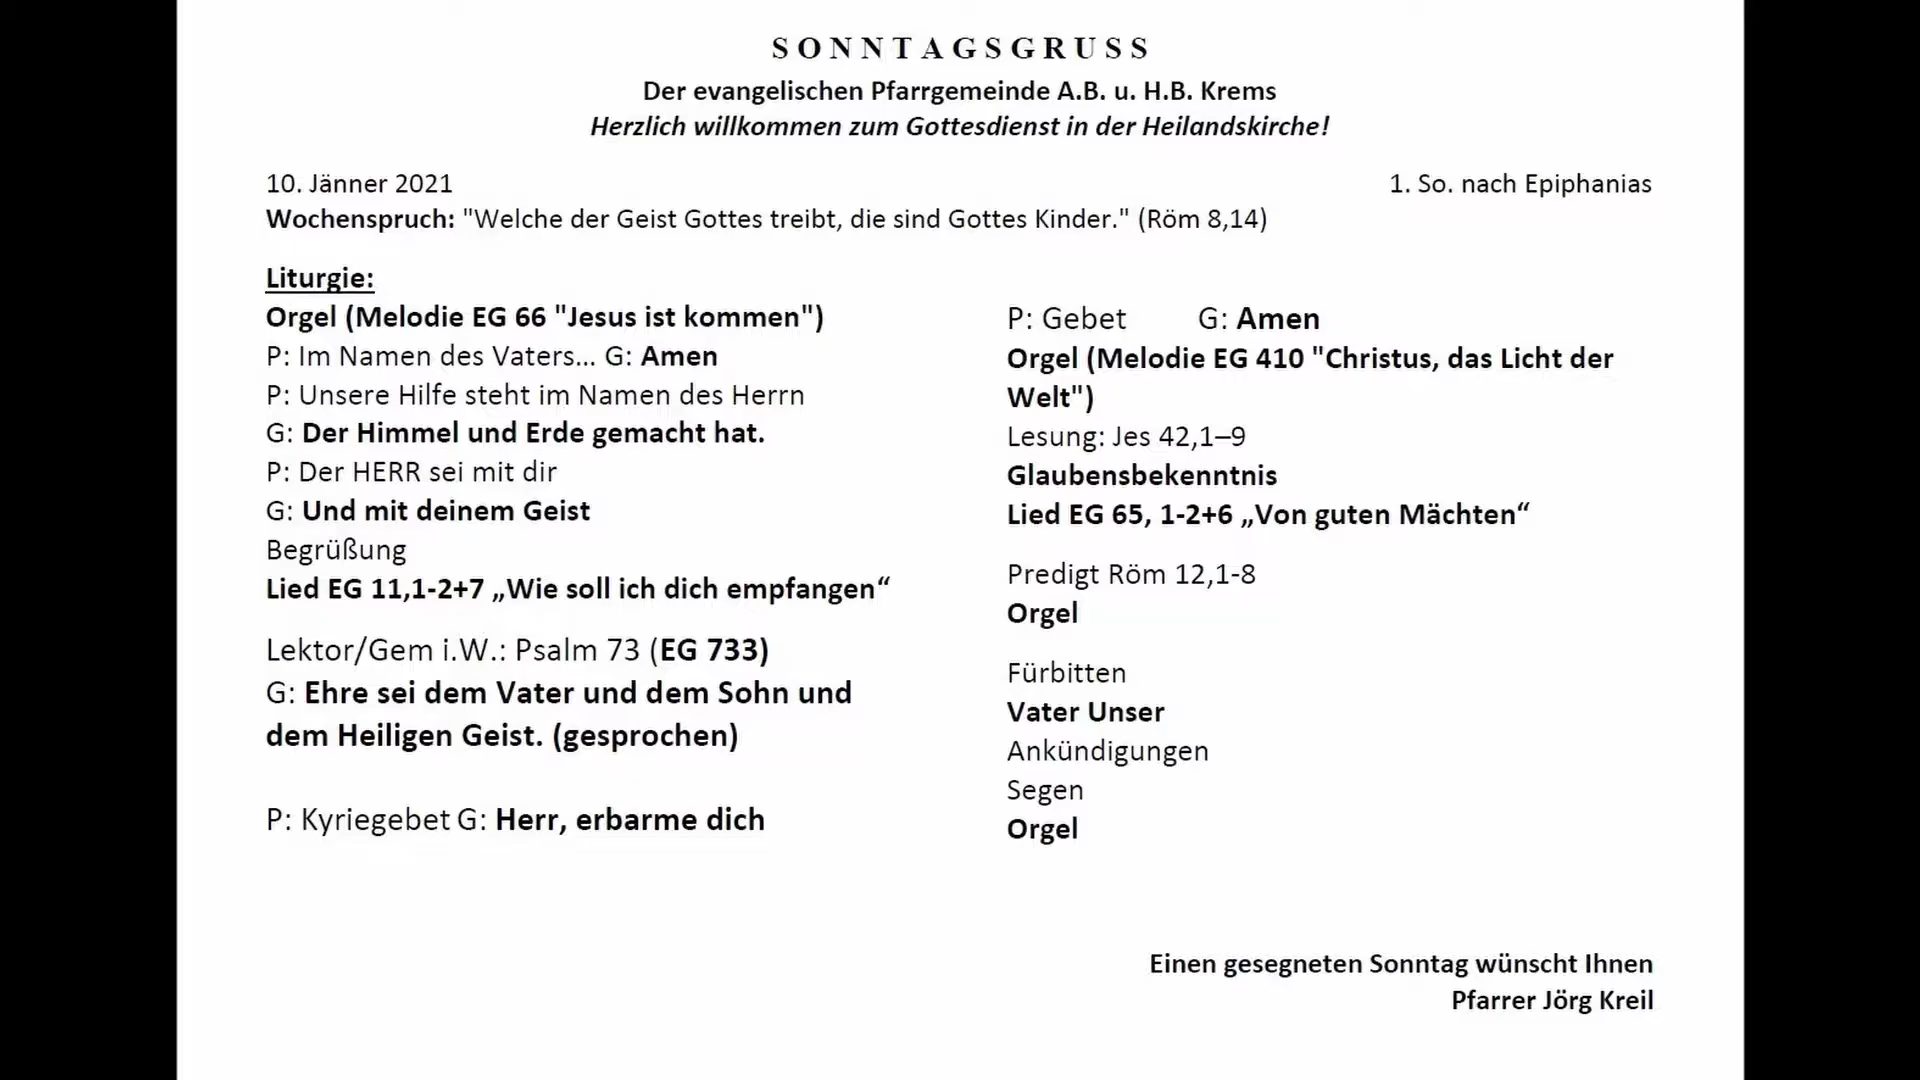 SONNTAGSGRUSS
Der evangelischen Pfarrgemeinde A.B. u. H.B. Krems
Herzlich willkommen zum Gottesdienst in der Heilandskirche!
10. Jänner 2021 1. So. nach Epiphanias
Wochenspruch: "Welche der Geist Gottes treibt, die sind Gottes Kinder." (Röm 8,14)
Liturgie:
Orgel (Melodie EG 66 "Jesus ist kommen")
P: Im Namen des Vaters... G: Amen
P: Unsere Hilfe steht im Namen des Herrn
G: Der Himmel und Erde gemacht hat.
P: Der HERR sei mit dir
G: Und mit deinem Geist
Begrüßung
Lied EG 11,1-2+7 „Wie soll ich dich empfangen“
Lektor/Gem i.W.: Psalm 73 (EG 733)
G: Ehre sei dem Vater und dem Sohn und
dem Heiligen Geist. (gesprochen)
P: Kyriegebet G: Herr, erbarme dich
P: Gebet G: Amen
Orgel (Melodie EG 410 "Christus, das Licht der
Welt")
Lesung: Jes 42,1–9
Glaubensbekenntnis
Lied EG 65, 1-2+6 „Von guten Mächten“
Predigt Röm 12,1-8
Orgel
Fürbitten
Vater Unser
Ankündigungen
Segen
Orgel
Einen gesegneten Sonntag wünscht Ihnen
Pfarrer Jörg Kreil